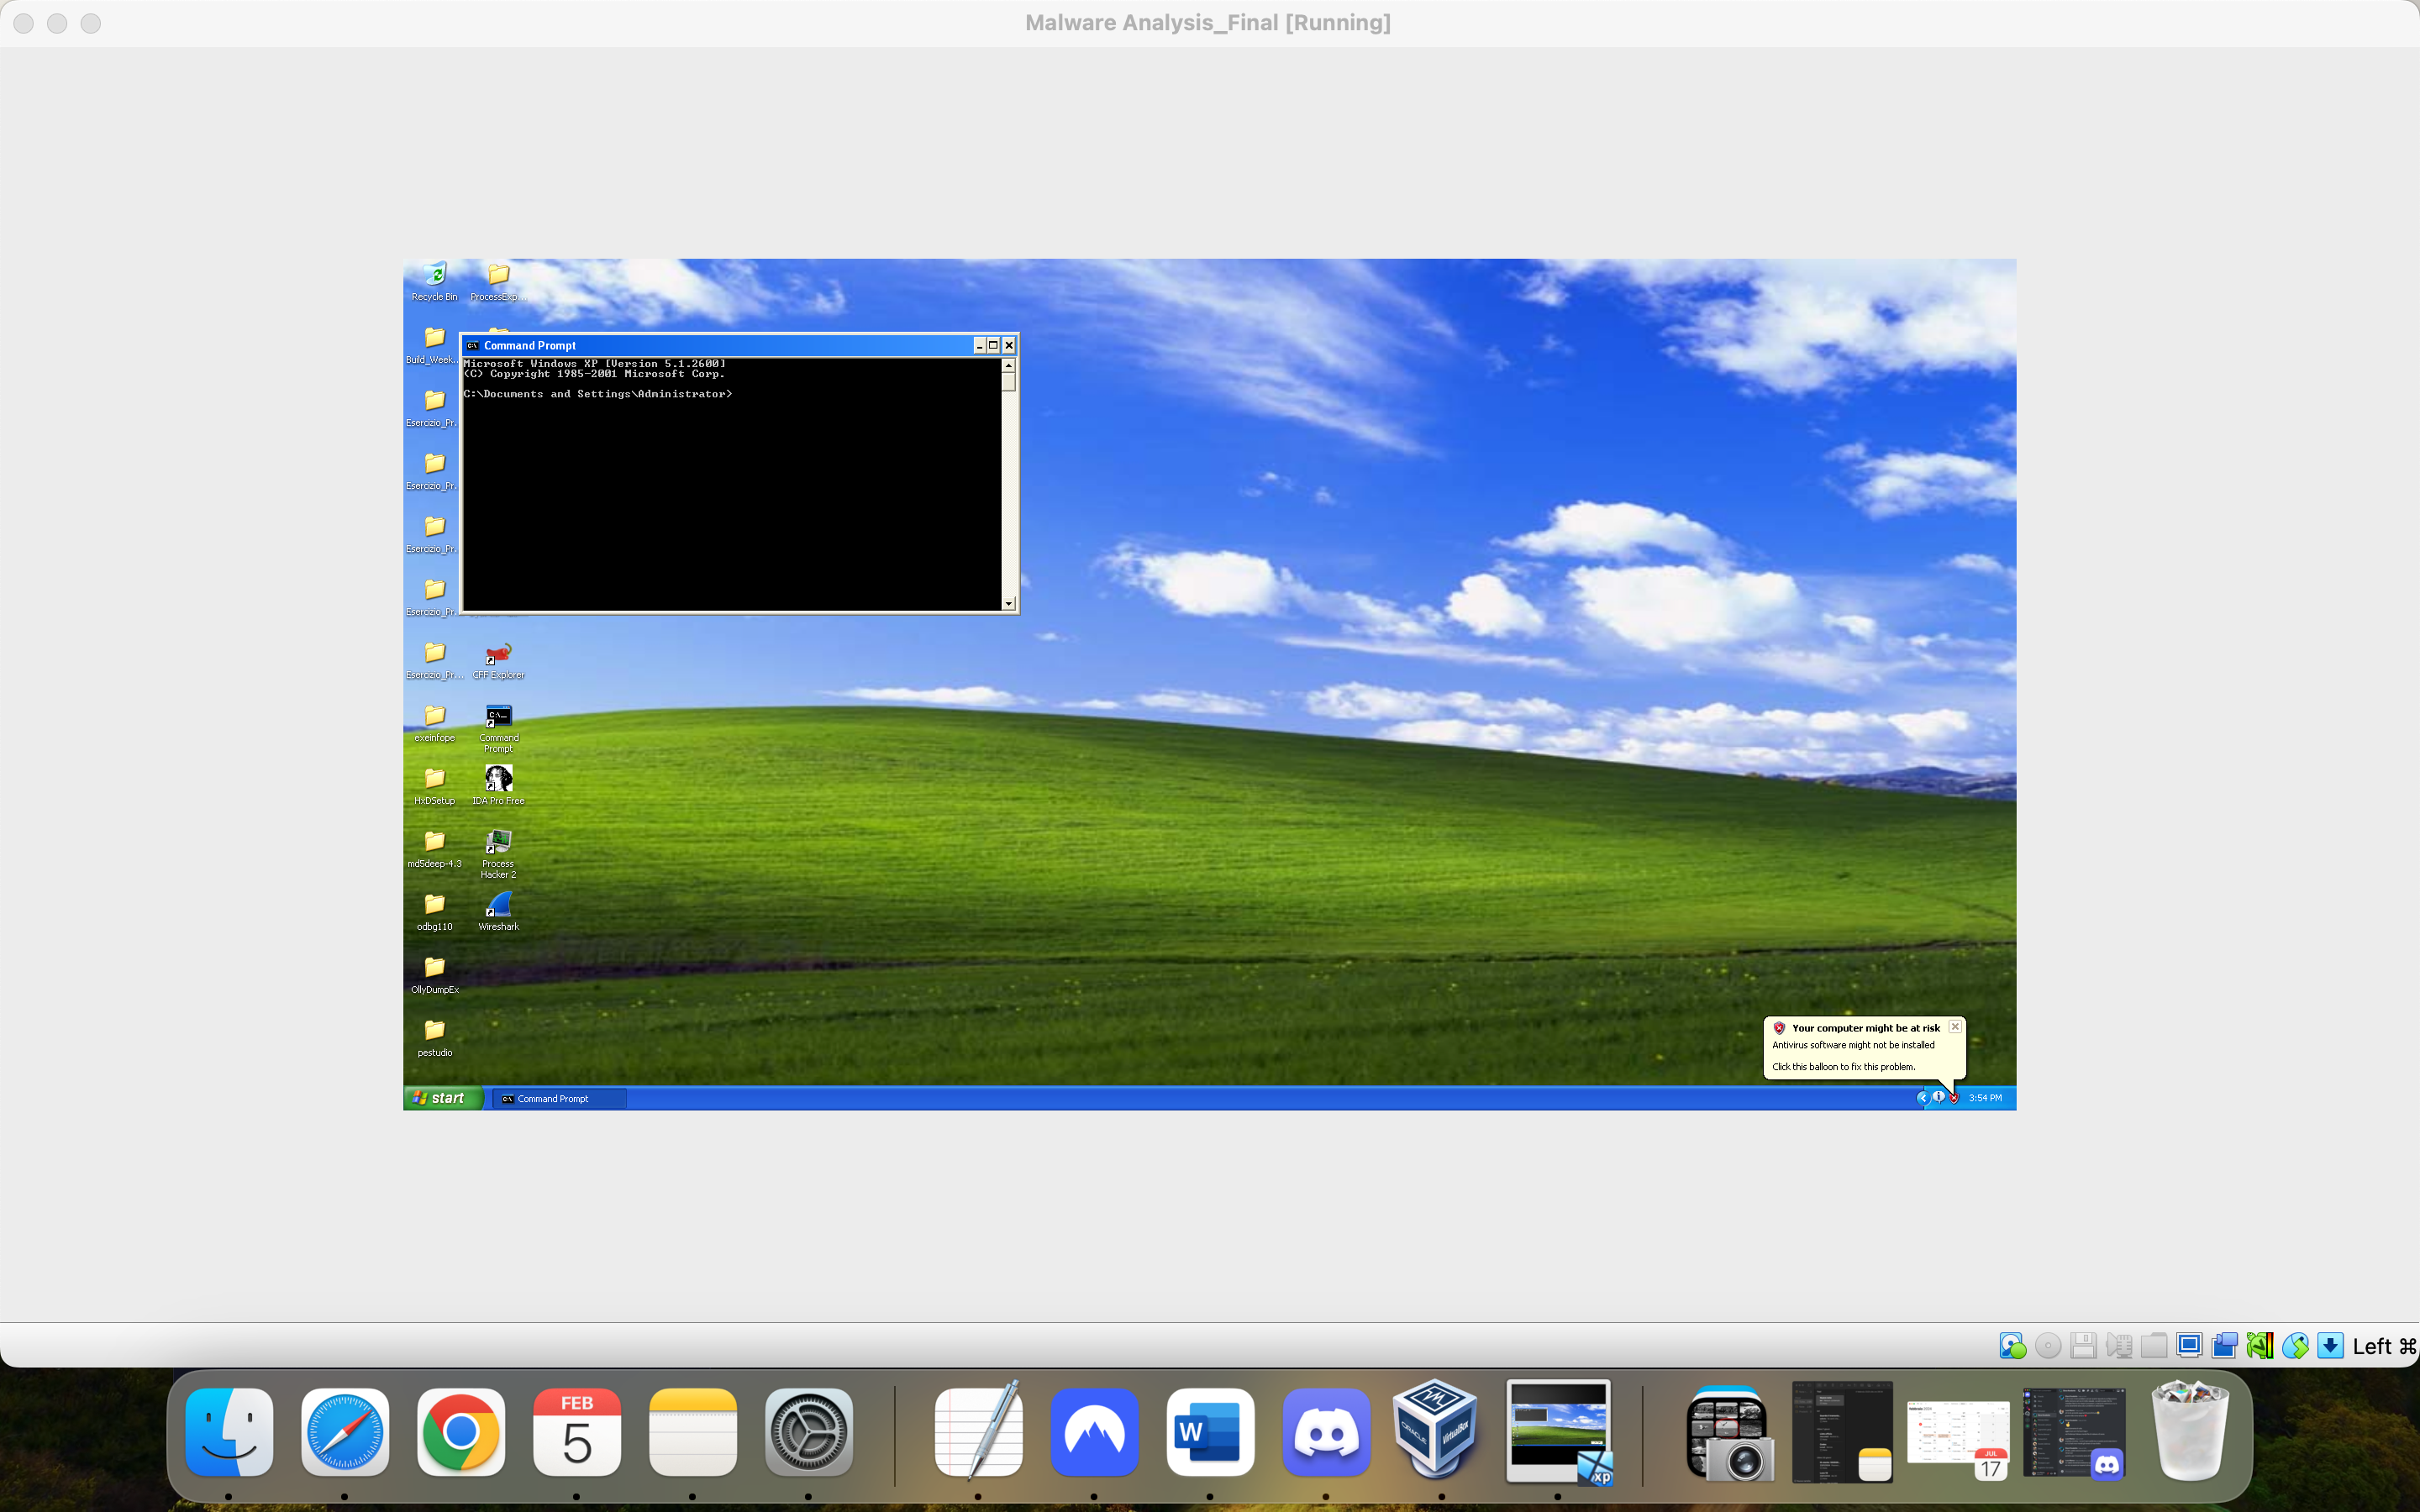 Malware Analysis_Final [Running]
Recycle Bin
ProcessExp...
Build_Week...
Command Prompt
Microsoft Windows XP [Version 5.1.2600]
(C) Copyright 1985-2001 Microsoft Corp.
C:\Documents and Settings\Administrator>
Esercizio_Pr...
Esercizio_Pr...
Esercizio_Pr...
Esercizio_Pr...
Esercizio_Pr...
CFF Explorer
exeinfope
Command
Prompt
HxDSetup
IDA Pro Free
md5deep-4.3
Process
Hacker 2
odbg110
Wireshark
OllyDumpEx
pestudio
Your computer might be at risk
Antivirus software might not be installed
Click this balloon to fix this problem.
start
Command Prompt
3:54 PM
Left ⌘
FEB
5
W
ORACLE
VirtualBox
xp
JUL
17